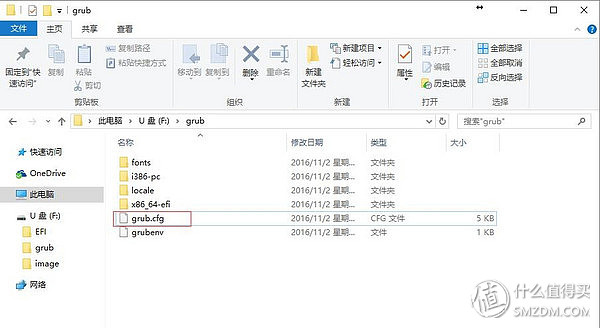 grub
文件
主页
共享
查看
固定到"快速访问"
复制
粘贴
复制路径
粘贴快捷方式
剪切
剪贴板
移动到
复制到
删除
重命名
组织
新建文件夹
新建项目
轻松访问
新建
属性
打开
编辑
历史记录
打开
全部选择
全部取消
反向选择
选择
此电脑 > U 盘 (F:) > grub
搜索"grub"
名称 修改日期 类型 大小
快速访问
OneDrive
此电脑
U 盘 (F:)
EFI
grub
image
网络
fonts 2016/11/2 星期... 文件夹
i386-pc 2016/11/2 星期... 文件夹
locale 2016/11/2 星期... 文件夹
x86_64-efi 2016/11/2 星期... 文件夹
grub.cfg 2016/11/2 星期... CFG 文件 5 KB
grubenv 2016/11/2 星期... 文件 1 KB
值 什么值得买
SMZDM.COM